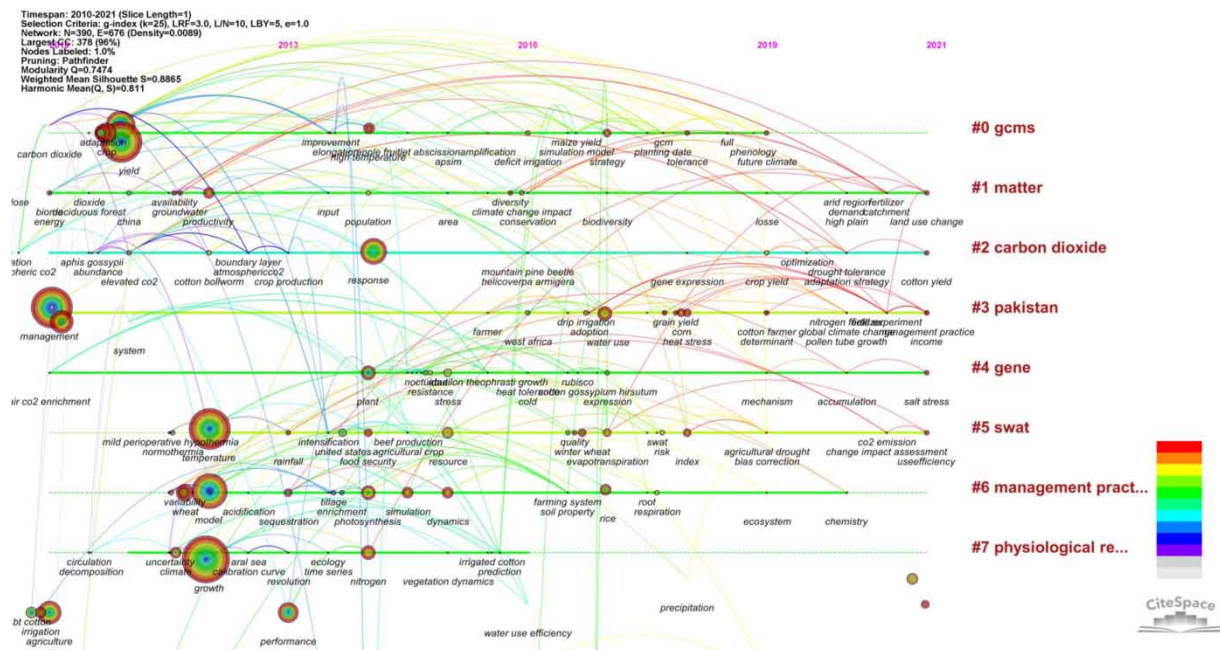 Timespan: 2010-2021 (Slice Length=1)
Selection Criteria: g-index (k=25), LRF=3.0, L/N=10, LBY=5, e=1.0
Network: N=390, E=676 (Density=0.0089)
Largest CC: 378 (96%)
Nodes Labeled: 1.0%
Pruning: Pathfinder
Modularity Q=0.7474
Weighted Mean Silhouette S=0.8865
Harmonic Mean(Q, S)=0.811
2013 2016 2019 2021
#0 gcms
adaptation improvement maize yield gcm full
carbon dioxide crop high temperature fruitlet abscission amplification simulation model planting date phenology
yield apsim deficit irrigation strategy tolerance future climate
#1 matter
dioxide availability diversity arid region fertilizer
deciduous forest groundwater input climate change impact demand catchment
energy china productivity population area conservation biodiversity losse high plain land use change
#2 carbon dioxide
aphis gossypii boundary layer optimization
abundance atmosphericco2 mountain pine beetle drought tolerance
elevated co2 cotton bollworm crop production response helicoverpa armigera gene expression crop yield adaptation strategy cotton yield
#3 pakistan
drip irrigation grain yield
management adoption corn
farmer water use heat stress cotton farmer global climate change management practice
system west africa determinant pollen tube growth income
#4 gene
theophrasti growth rubisco
resistance heat tolerance gossypium hirsutum
plant stress cold expression mechanism accumulation salt stress
#5 swat
mild perioperative hypothermia intensification beef production quality swat co2 emission
normothermia united states agricultural crop winter wheat risk agricultural drought change impact assessment
temperature rainfall food security resource evapotranspiration index bias correction useefficiency
#6 management pract...
variability tillage farming system root
wheat acidification enrichment simulation soil property respiration
model sequestration photosynthesis dynamics rice ecosystem chemistry
#7 physiological re...
circulation uncertainty aral sea ecology irrigated cotton
decomposition climate calibration curve time series prediction
growth revolution nitrogen vegetation dynamics
precipitation
bt cotton
irrigation
agriculture performance water use efficiency
CiteSpace